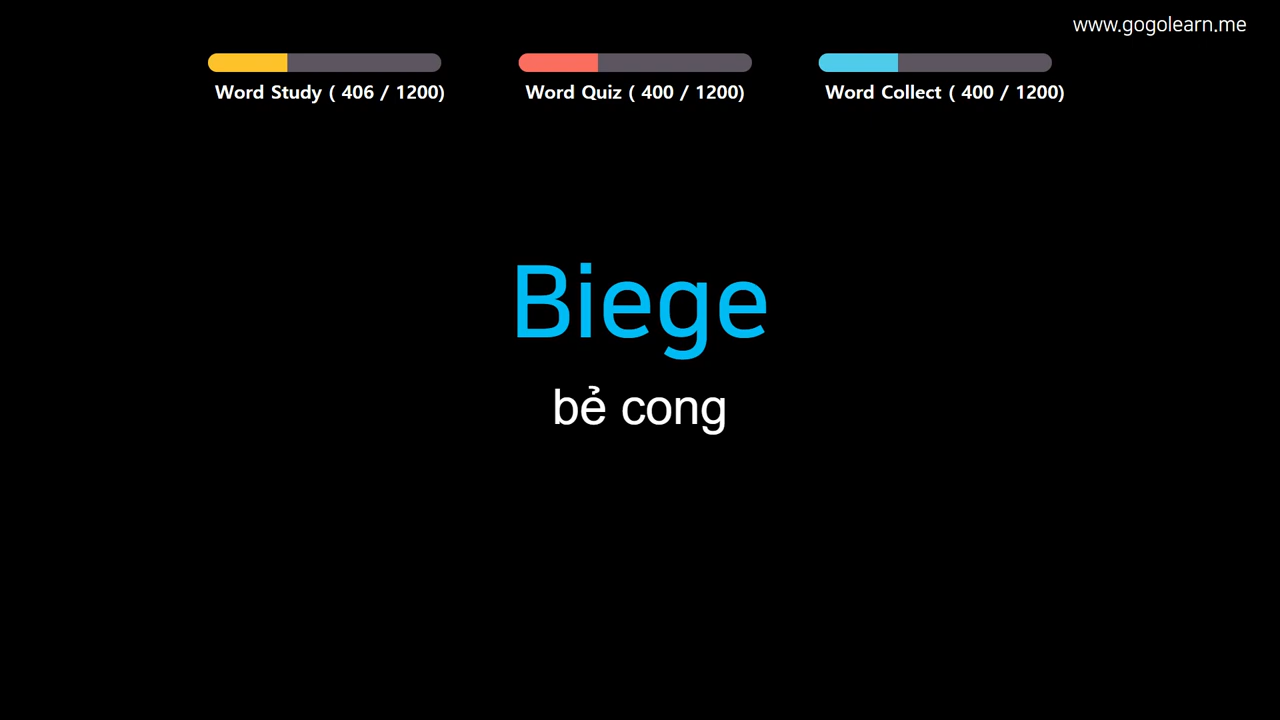 www.gogolearn.me
Word Study ( 406 / 1200)
Word Quiz ( 400 / 1200)
Word Collect ( 400 / 1200)
Biege
bẻ cong